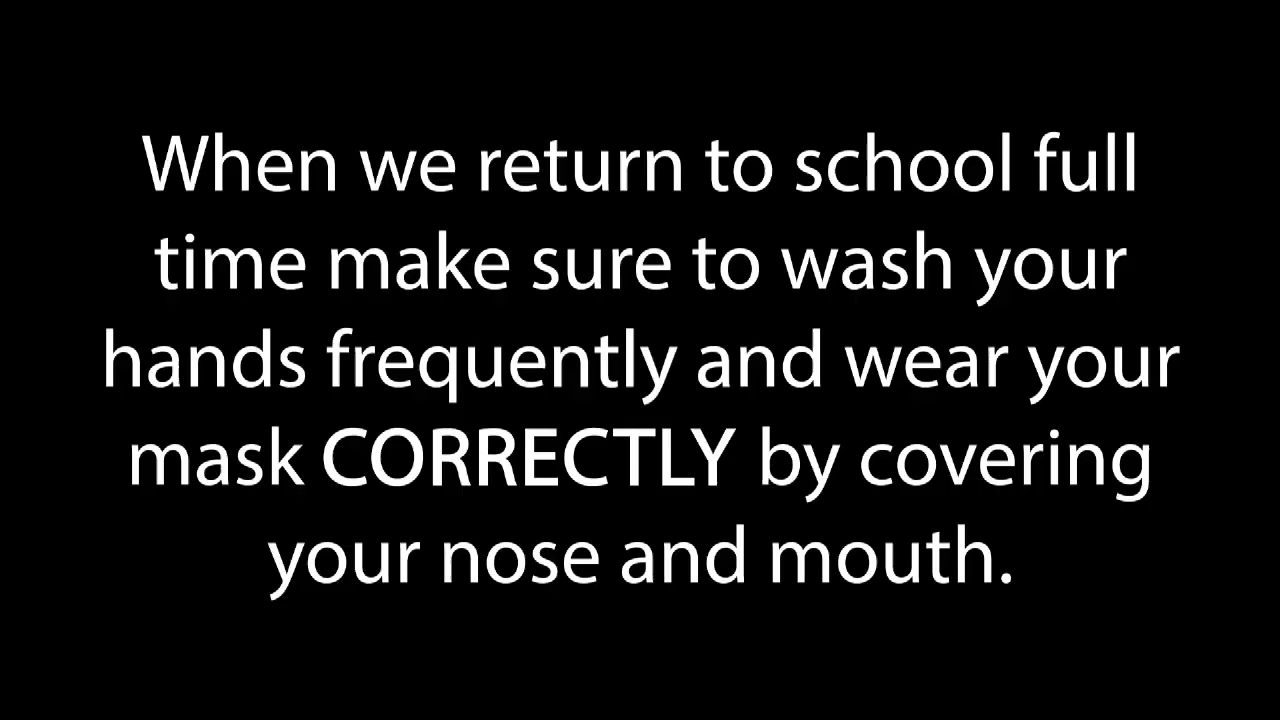 When we return to school full
time make sure to wash your
hands frequently and wear your
mask CORRECTLY by covering
your nose and mouth.